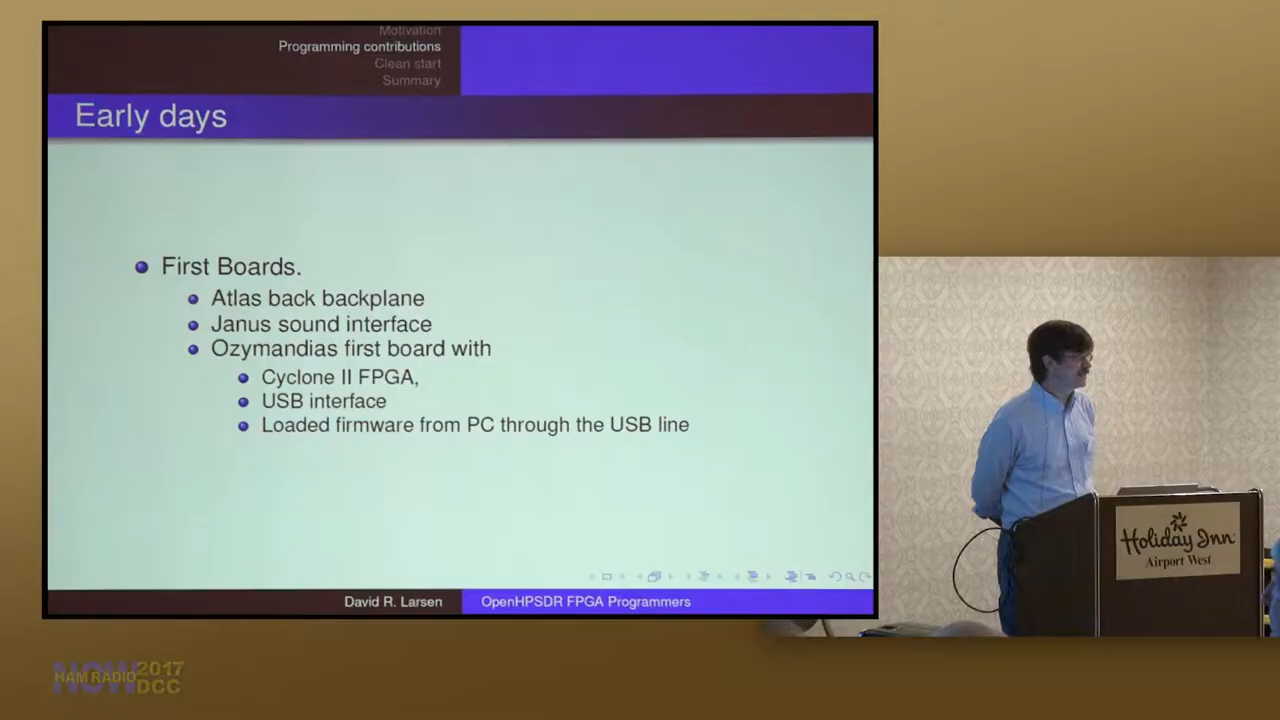 Motivation
Programming contributions
Clean start
Summary
Early days
First Boards.
Atlas back backplane
Janus sound interface
Ozymandias first board with
Cyclone II FPGA,
USB interface
Loaded firmware from PC through the USB line
David R. Larsen
OpenHPSDR FPGA Programmers
Holiday Inn
Airport West
NOW
HAM RADIO
2017
DCC